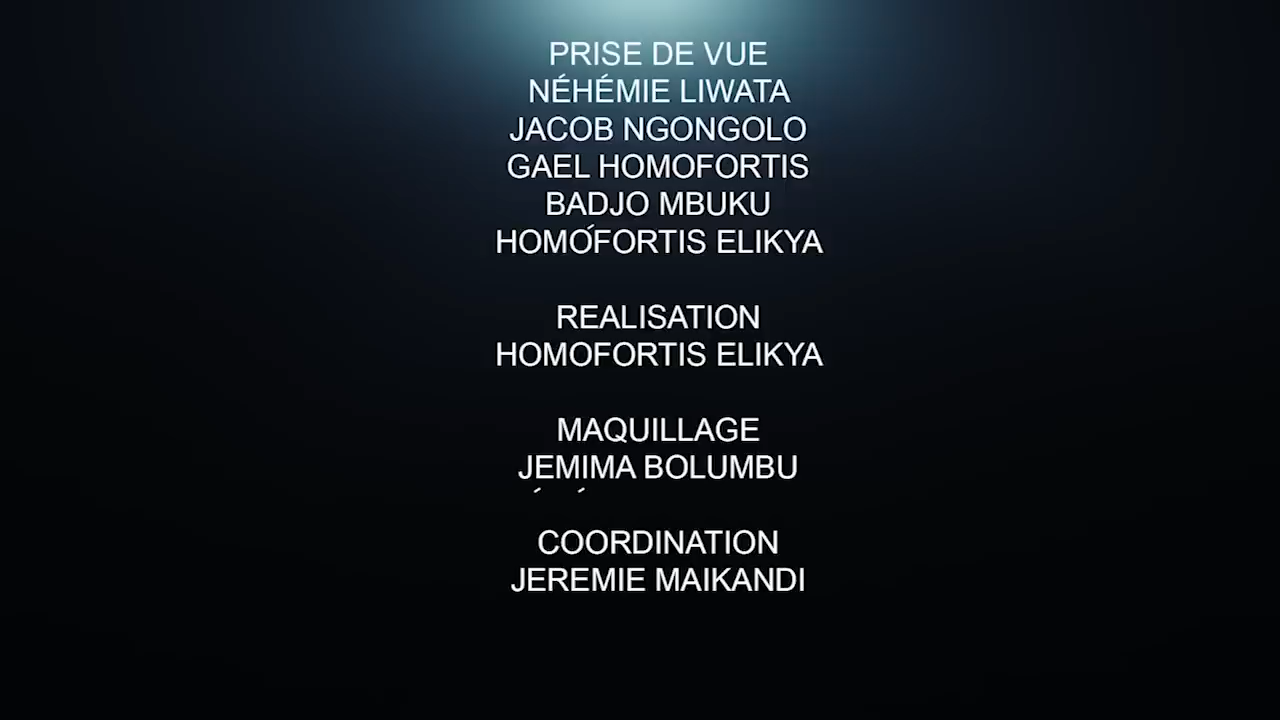 PRISE DE VUE
NÉHÉMIE LIWATA
JACOB NGONGOLO
GAEL HOMOFORTIS
BADJO MBUKU
HOMOFORTIS ELIKYA
REALISATION
HOMOFORTIS ELIKYA
MAQUILLAGE
JEMIMA BOLUMBU
COORDINATION
JEREMIE MAIKANDI